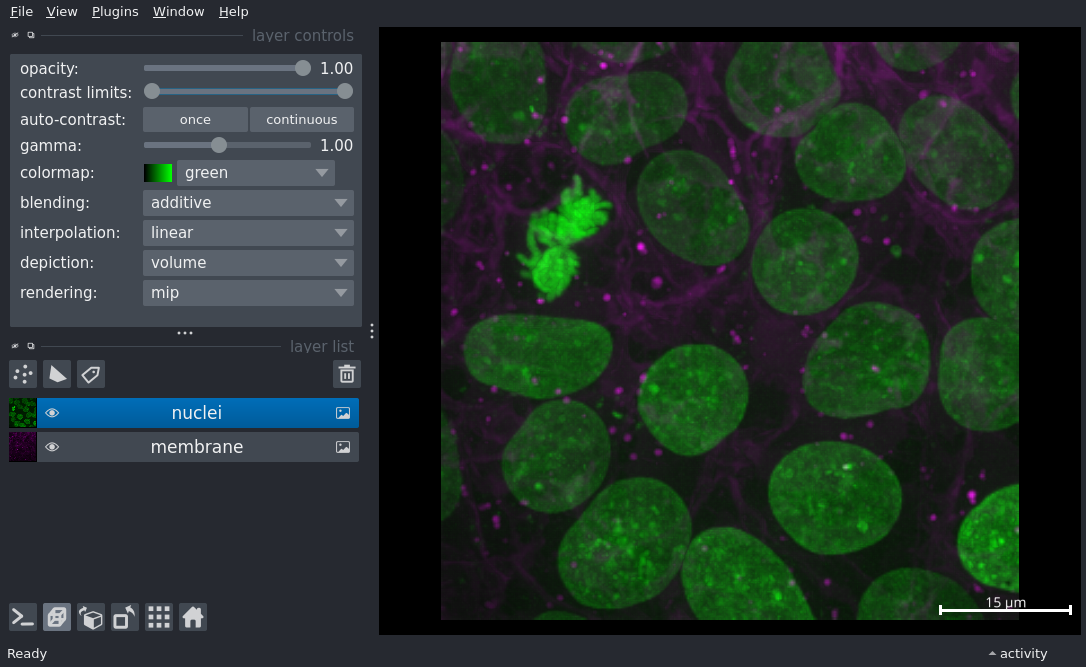 File View Plugins Window Help
layer controls
opacity: 1.00
contrast limits:
auto-contrast: once continuous
gamma: 1.00
colormap: green
blending: additive
interpolation: linear
depiction: volume
rendering: mip
layer list
nuclei
membrane
15 µm
Ready
activity